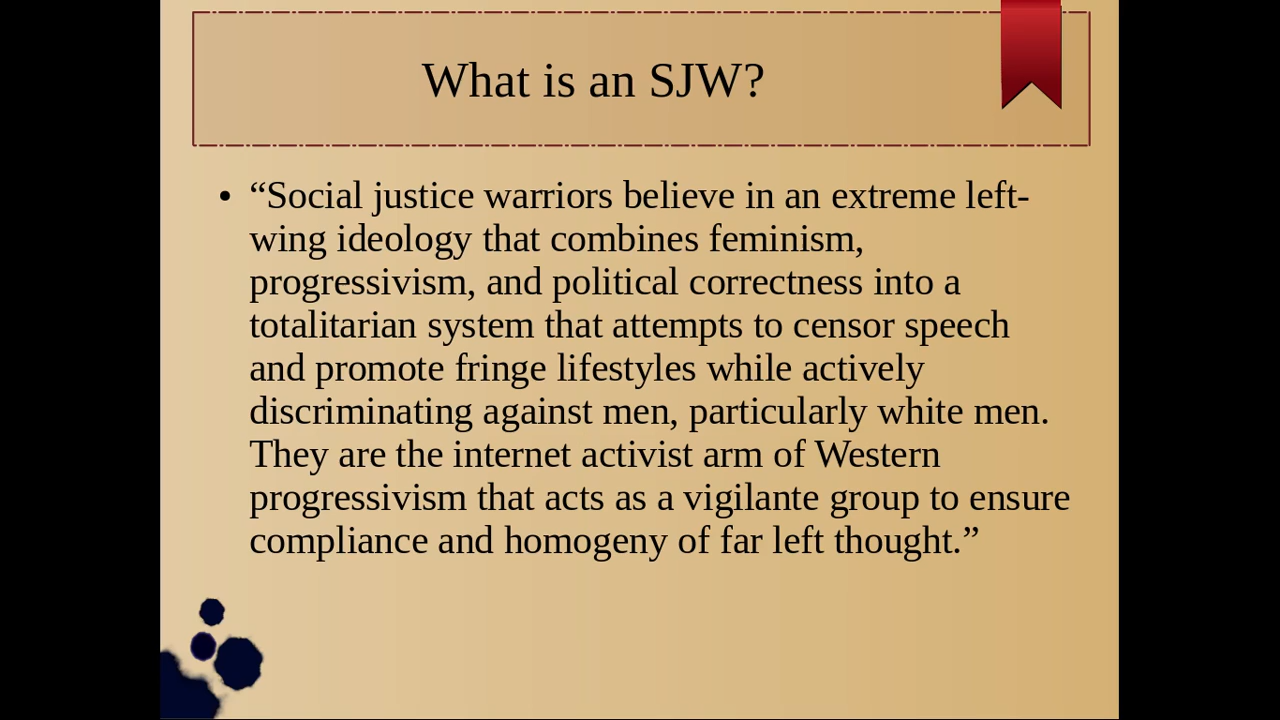 What is an SJW?
• “Social justice warriors believe in an extreme left-
wing ideology that combines feminism,
progressivism, and political correctness into a
totalitarian system that attempts to censor speech
and promote fringe lifestyles while actively
discriminating against men, particularly white men.
They are the internet activist arm of Western
progressivism that acts as a vigilante group to ensure
compliance and homogeny of far left thought.”